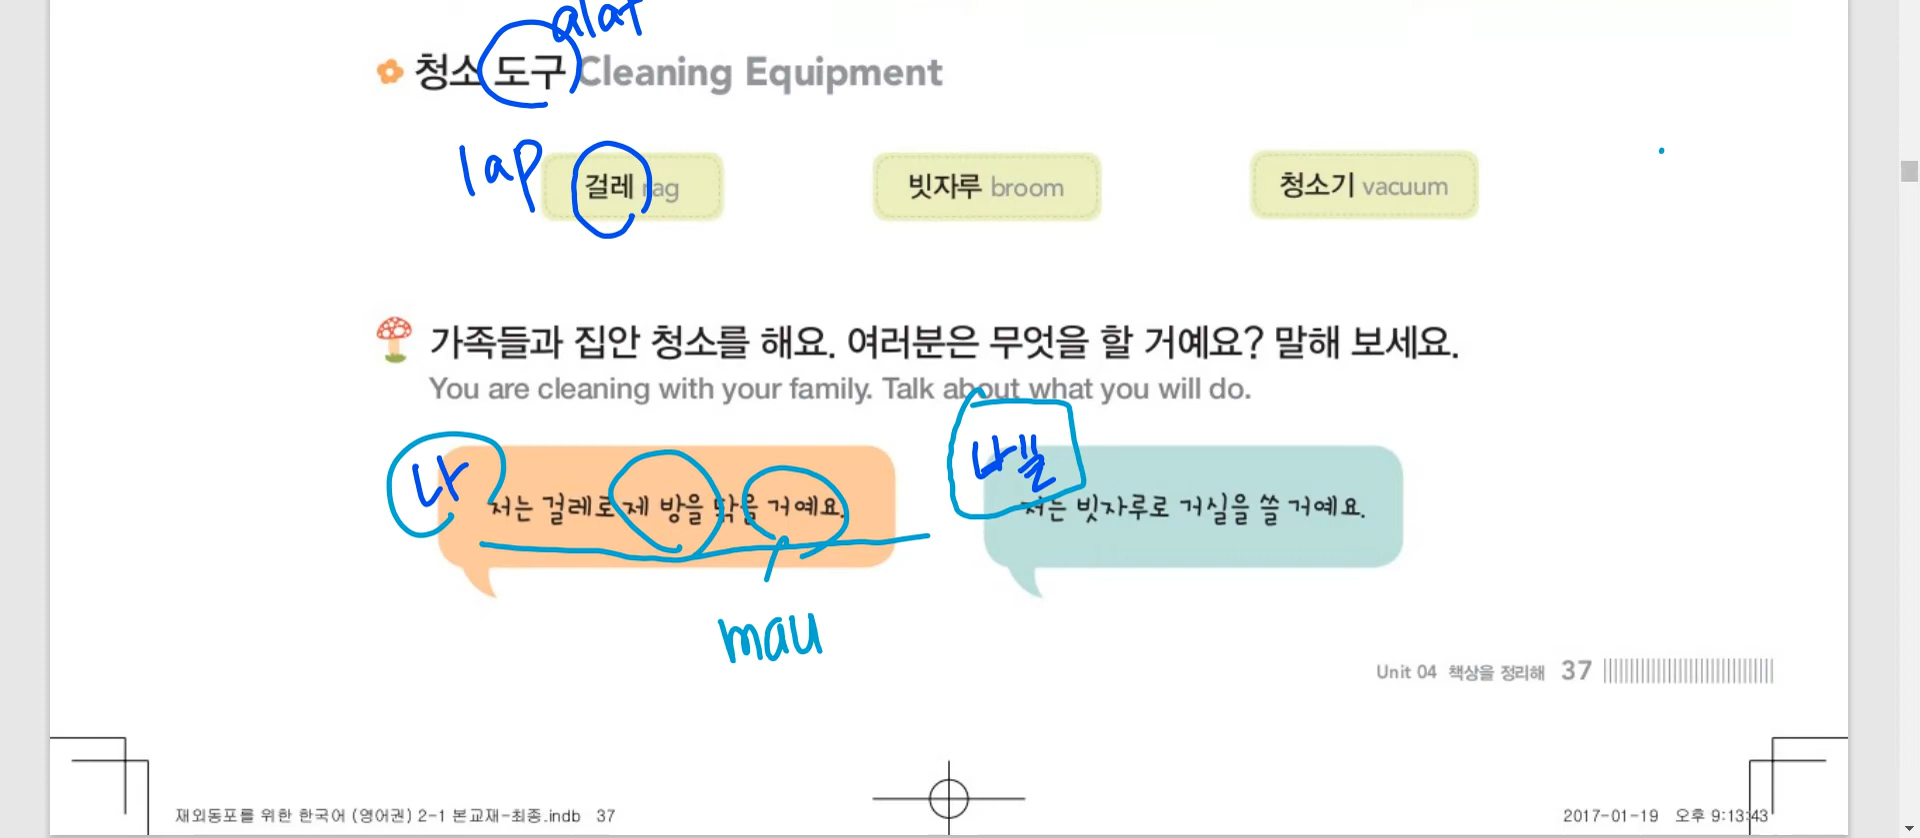 alat
청소 도구 Cleaning Equipment
lap
걸레 rag
빗자루 broom
청소기 vacuum
가족들과 집안 청소를 해요. 여러분은 무엇을 할 거예요? 말해 보세요.
You are cleaning with your family. Talk about what you will do.
나
저는 걸레로 제 방을 닦을 거예요.
저는 빗자루로 거실을 쓸 거예요.
mau
Unit 04 책상을 정리해 37
재외동포를 위한 한국어 (영어권) 2-1 본교재-최종.indb 37
2017-01-19 오후 9:13:43